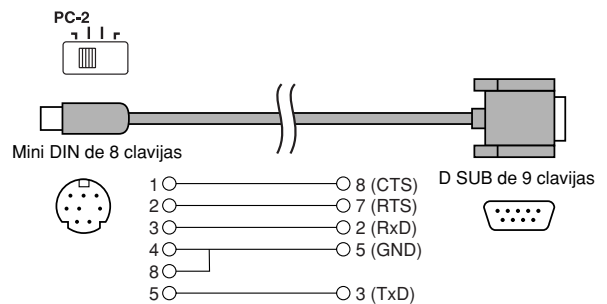 PC-2
Mini DIN de 8 clavijas
D SUB de 9 clavijas
1 8 (CTS)
2 7 (RTS)
3 2 (RxD)
4 5 (GND)
8
5 3 (TxD)